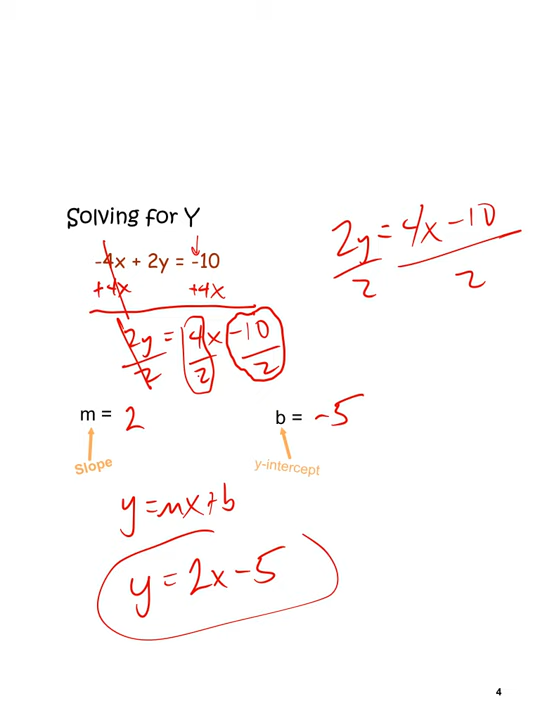 Solving for Y
-4x + 2y = -10
+4x +4x
2y/2 = 4/2 x -10/2
2y/2 = 4x - 10/2
m = 2
b = -5
Slope
y-intercept
y = mx + b
y = 2x - 5
4